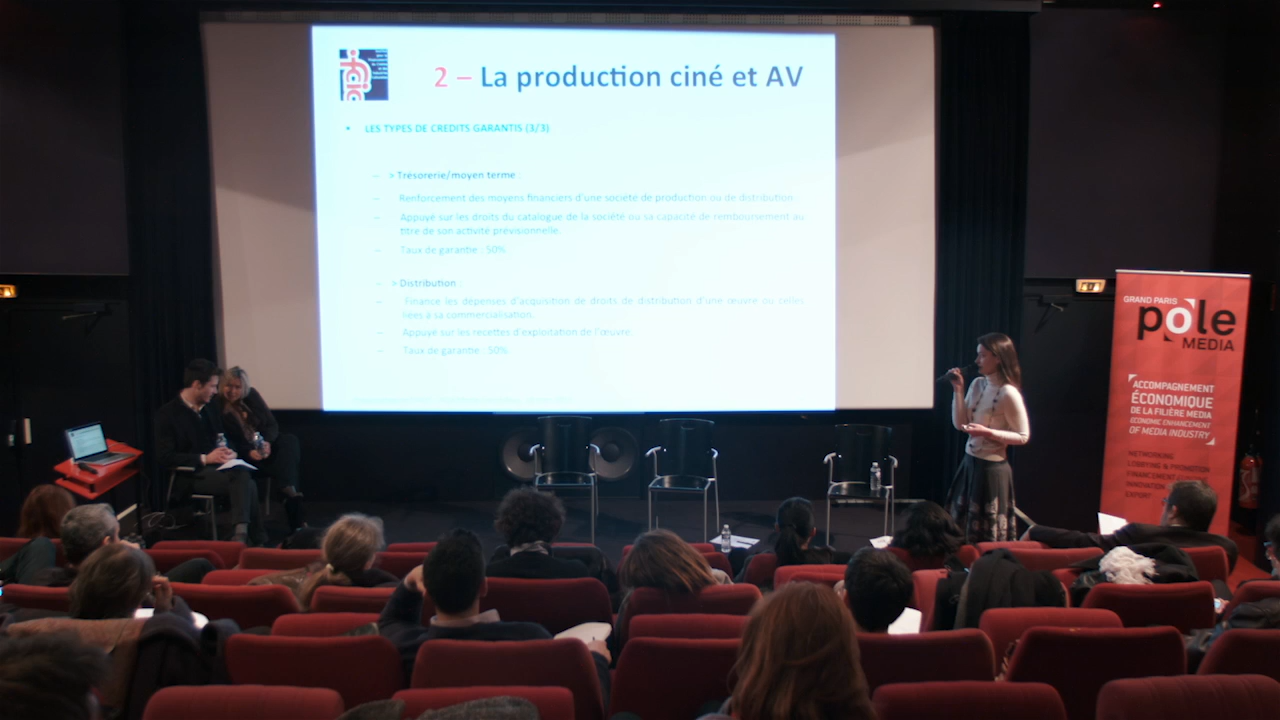 ifcic
2 – La production ciné et AV
• LES TYPES DE CREDITS GARANTIS (3/3)
– > Trésorerie/moyen terme :
– Renforcement des moyens financiers d'une société de production ou de distribution.
– Appuyé sur les droits du catalogue de la société ou sa capacité de remboursement au
titre de son activité prévisionnelle.
– Taux de garantie : 50%
– > Distribution :
– Finance les dépenses d'acquisition de droits de distribution d'une œuvre ou celles
liées à sa commercialisation.
– Appuyé sur les recettes d'exploitation de l'œuvre.
– Taux de garantie : 50%.
GRAND PARIS
pôle
MEDIA
ACCOMPAGNEMENT
ÉCONOMIQUE
DE LA FILIÈRE MEDIA
ECONOMIC ENHANCEMENT
OF MEDIA INDUSTRY
NETWORKING
LOBBYING & PROMOTION
FINANCEMENT
INNOVATION
EXPORT